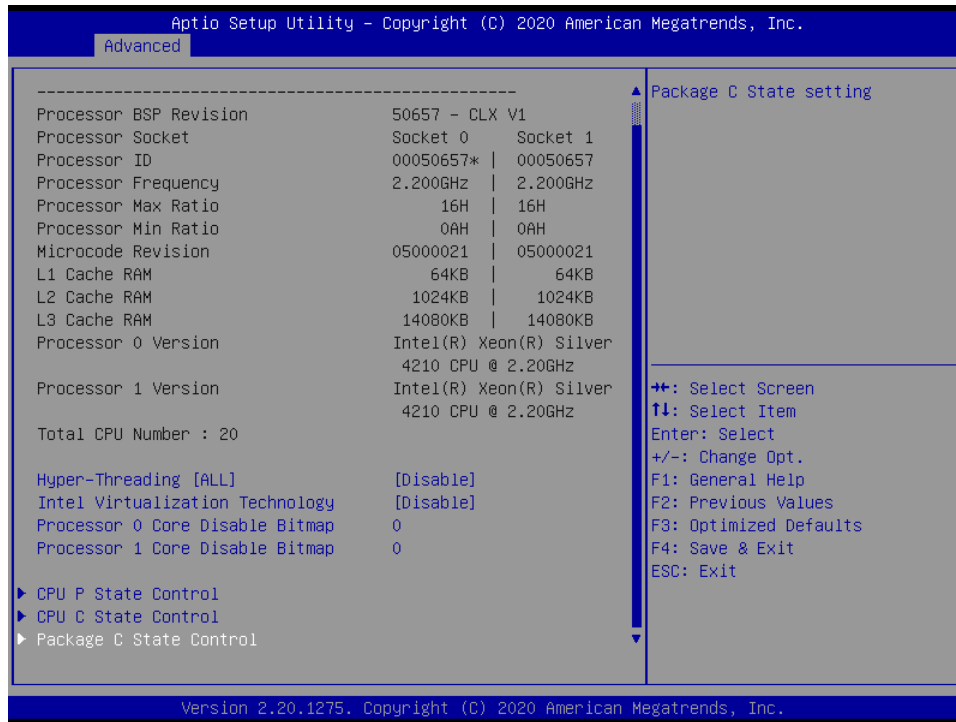 Aptio Setup Utility – Copyright (C) 2020 American Megatrends, Inc.
Advanced
--------------------------------------------------
Processor BSP Revision 50657 – CLX V1
Processor Socket Socket 0 Socket 1
Processor ID 00050657* | 00050657
Processor Frequency 2.200GHz | 2.200GHz
Processor Max Ratio 16H | 16H
Processor Min Ratio 0AH | 0AH
Microcode Revision 05000021 | 05000021
L1 Cache RAM 64KB | 64KB
L2 Cache RAM 1024KB | 1024KB
L3 Cache RAM 14080KB | 14080KB
Processor 0 Version Intel(R) Xeon(R) Silver
4210 CPU @ 2.20GHz
Processor 1 Version Intel(R) Xeon(R) Silver
4210 CPU @ 2.20GHz
Total CPU Number : 20
Hyper-Threading [ALL] [Disable]
Intel Virtualization Technology [Disable]
Processor 0 Core Disable Bitmap 0
Processor 1 Core Disable Bitmap 0
CPU P State Control
CPU C State Control
Package C State Control
Package C State setting
→←: Select Screen
↑↓: Select Item
Enter: Select
+/-: Change Opt.
F1: General Help
F2: Previous Values
F3: Optimized Defaults
F4: Save & Exit
ESC: Exit
Version 2.20.1275. Copyright (C) 2020 American Megatrends, Inc.